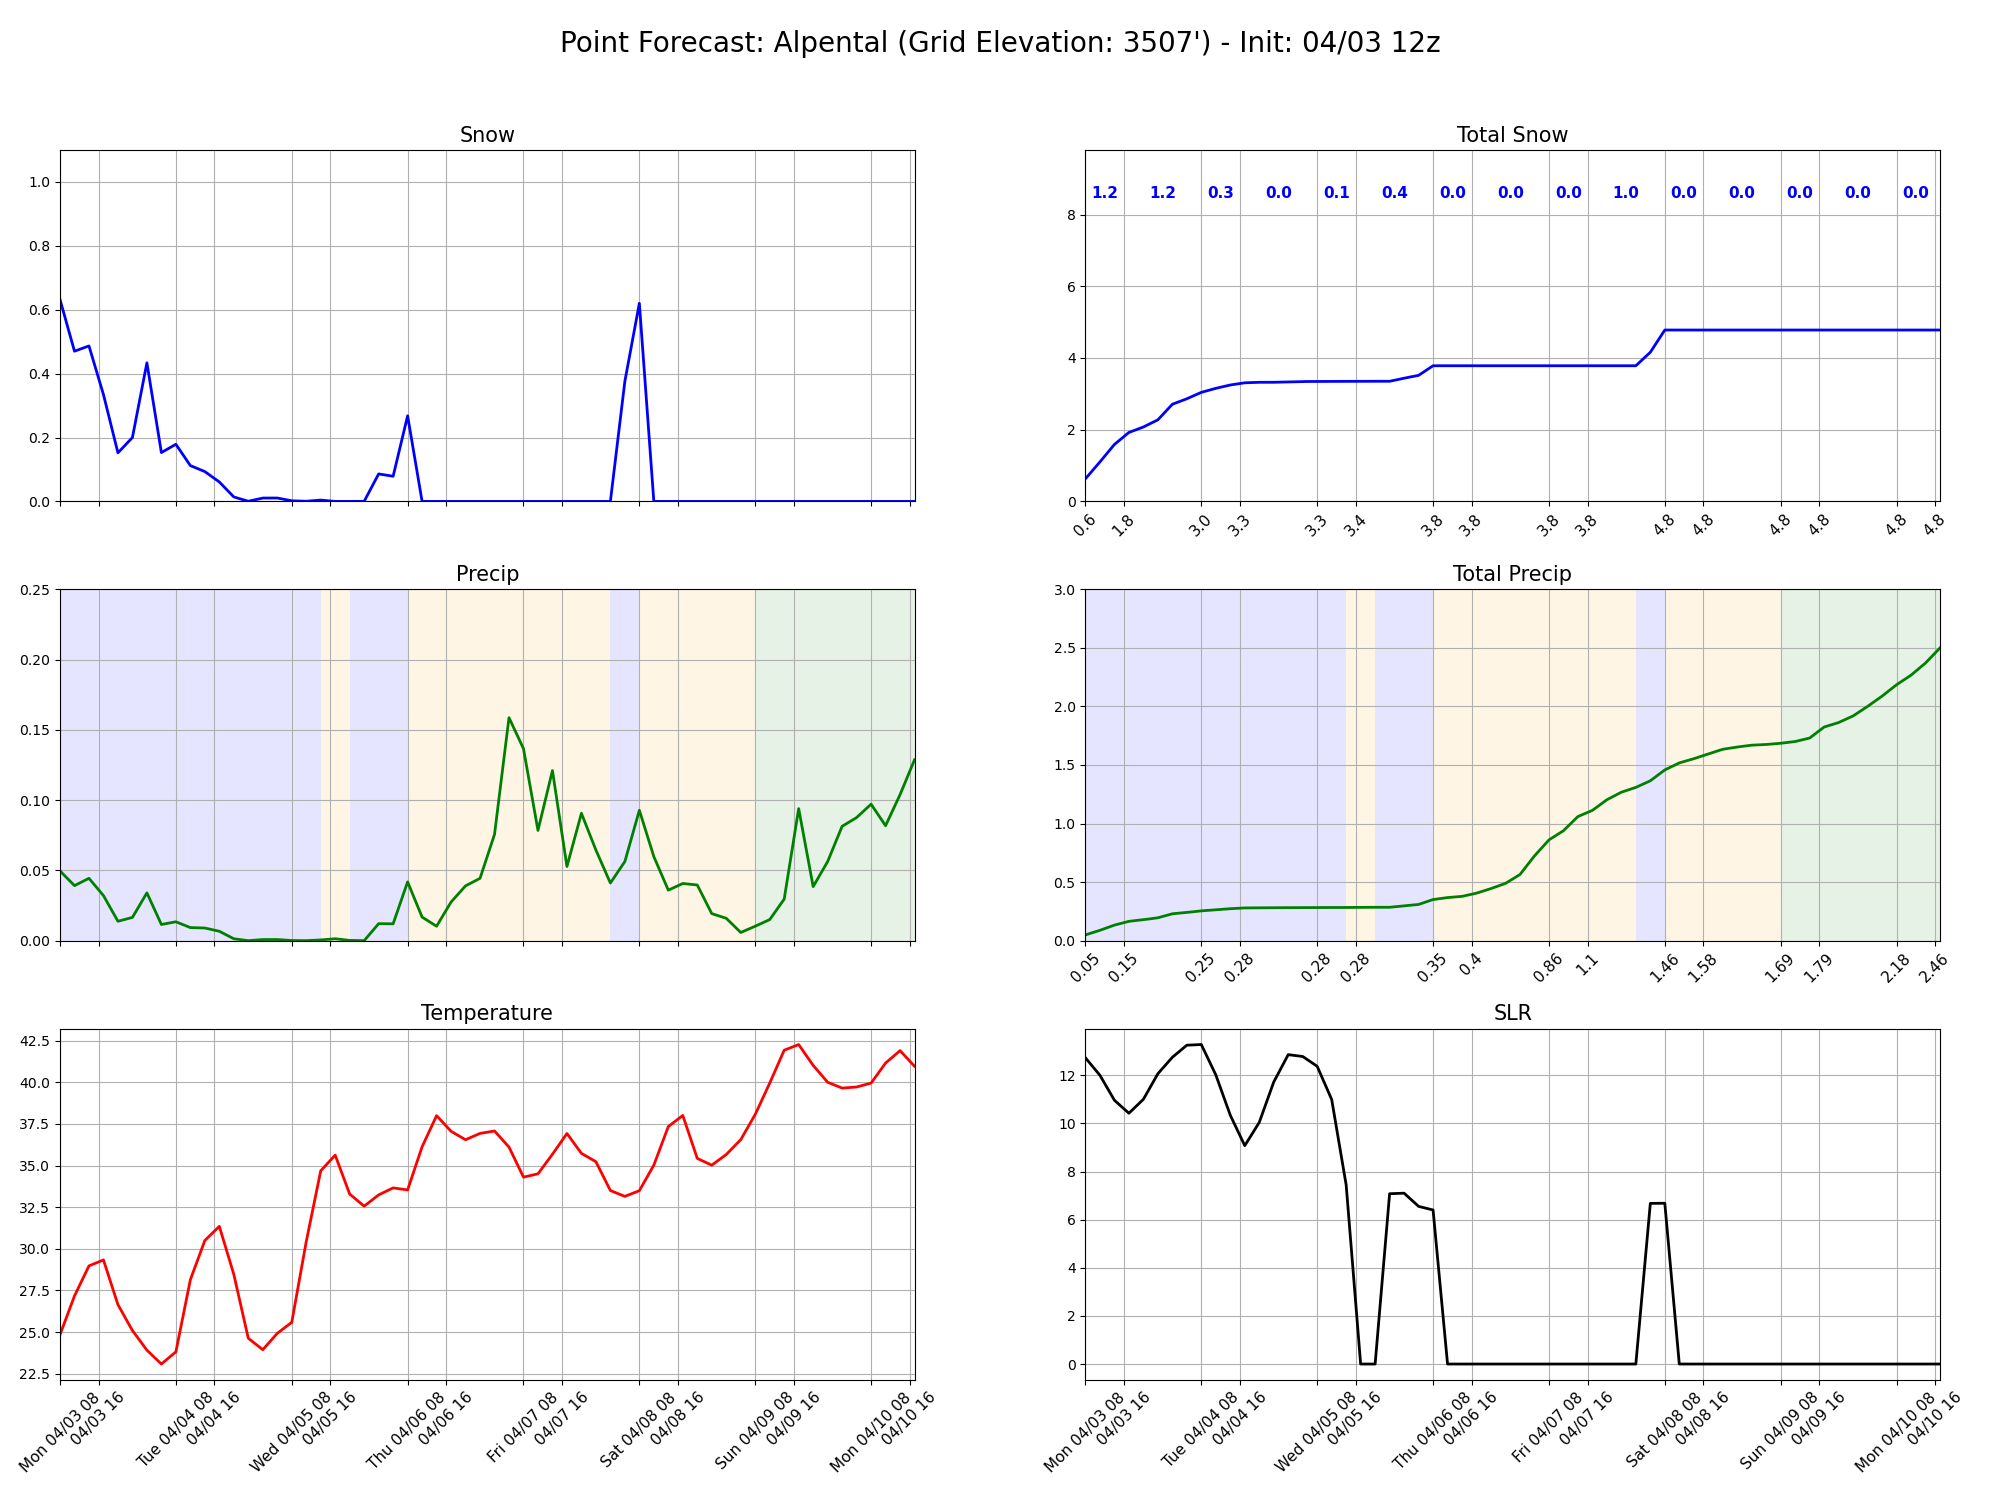 Point Forecast: Alpental (Grid Elevation: 3507') - Init: 04/03 12z
Snow
1.0
0.8
0.6
0.4
0.2
0.0
Total Snow
1.2 1.2 0.3 0.0 0.1 0.4 0.0 0.0 0.0 1.0 0.0 0.0 0.0 0.0 0.0
8
6
4
2
0
0.6 1.8 3.0 3.3 3.3 3.4 3.8 3.8 3.8 3.8 4.8 4.8 4.8 4.8 4.8 4.8
Precip
0.25
0.20
0.15
0.10
0.05
0.00
Total Precip
3.0
2.5
2.0
1.5
1.0
0.5
0.0
0.05 0.15 0.25 0.28 0.28 0.28 0.35 0.4 0.86 1.1 1.46 1.58 1.69 1.79 2.18 2.46
Temperature
42.5
40.0
37.5
35.0
32.5
30.0
27.5
25.0
22.5
Mon 04/03 08
04/03 16
Tue 04/04 08
04/04 16
Wed 04/05 08
04/05 16
Thu 04/06 08
04/06 16
Fri 04/07 08
04/07 16
Sat 04/08 08
04/08 16
Sun 04/09 08
04/09 16
Mon 04/10 08
04/10 16
SLR
12
10
8
6
4
2
0
Mon 04/03 08
04/03 16
Tue 04/04 08
04/04 16
Wed 04/05 08
04/05 16
Thu 04/06 08
04/06 16
Fri 04/07 08
04/07 16
Sat 04/08 08
04/08 16
Sun 04/09 08
04/09 16
Mon 04/10 08
04/10 16